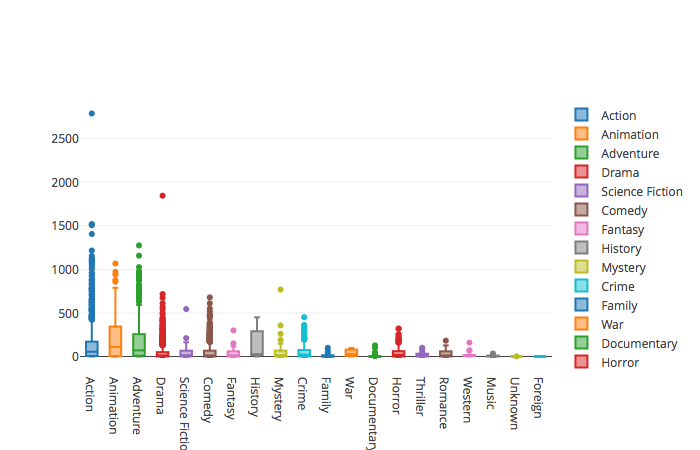 2500
2000
1500
1000
500
0
Action
Animation
Adventure
Drama
Science Fictio
Comedy
Fantasy
History
Mystery
Crime
Family
War
Documentary
Horror
Thriller
Romance
Western
Music
Unknown
Foreign
Action
Animation
Adventure
Drama
Science Fiction
Comedy
Fantasy
History
Mystery
Crime
Family
War
Documentary
Horror